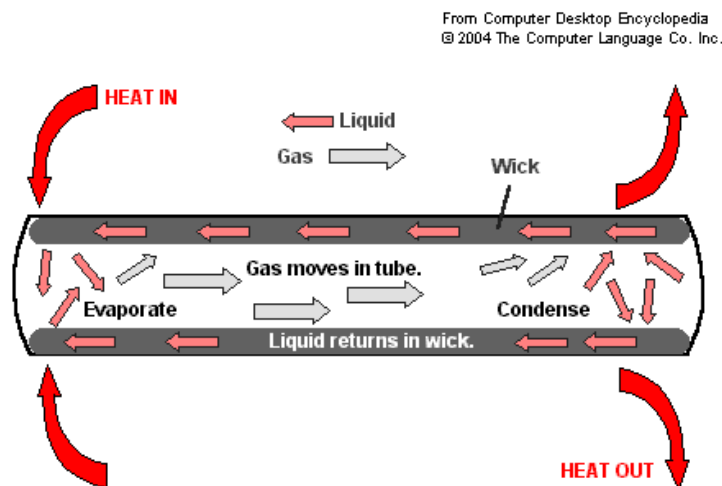 From Computer Desktop Encyclopedia
© 2004 The Computer Language Co. Inc.
HEAT IN
Liquid
Gas
Wick
Gas moves in tube.
Evaporate
Condense
Liquid returns in wick.
HEAT OUT